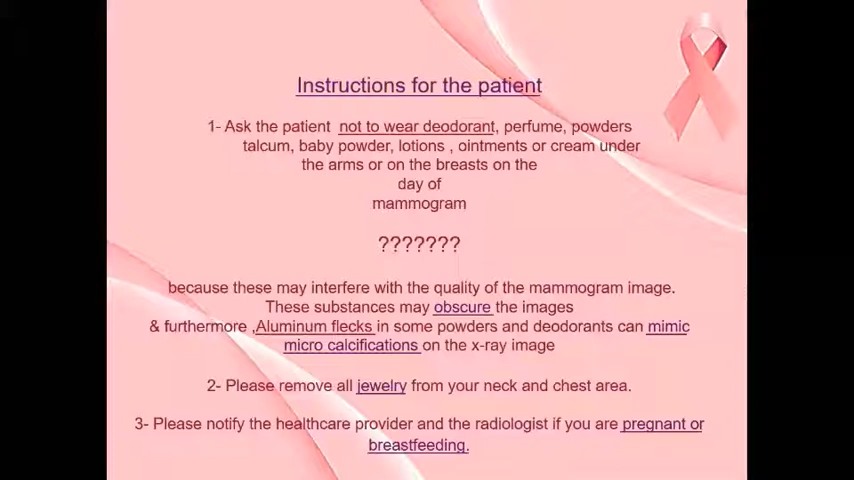 Instructions for the patient
1- Ask the patient not to wear deodorant, perfume, powders
talcum, baby powder, lotions , ointments or cream under
the arms or on the breasts on the
day of
mammogram
???????
because these may interfere with the quality of the mammogram image.
These substances may obscure the images
& furthermore ,Aluminum flecks in some powders and deodorants can mimic
micro calcifications on the x-ray image
2- Please remove all jewelry from your neck and chest area.
3- Please notify the healthcare provider and the radiologist if you are pregnant or
breastfeeding.